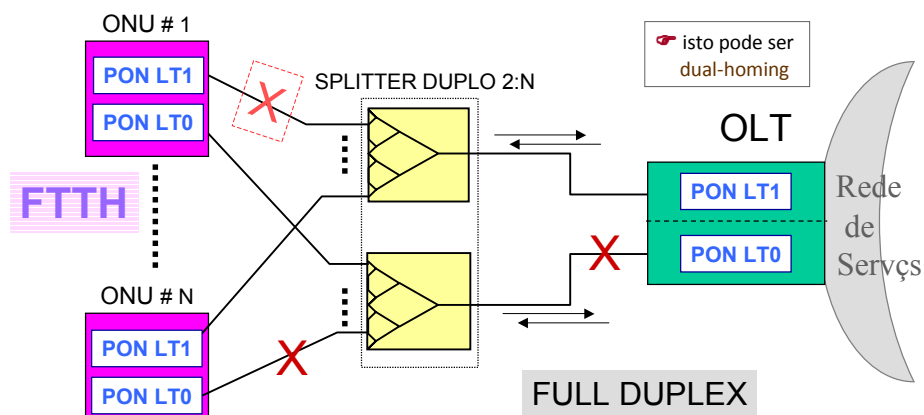 ONU # 1
PON LT1
PON LT0
FTTH
ONU # N
PON LT1
PON LT0
SPLITTER DUPLO 2:N
☛ isto pode ser
dual-homing
OLT
PON LT1
PON LT0
Rede
de
Servçs
FULL DUPLEX
X
X
X